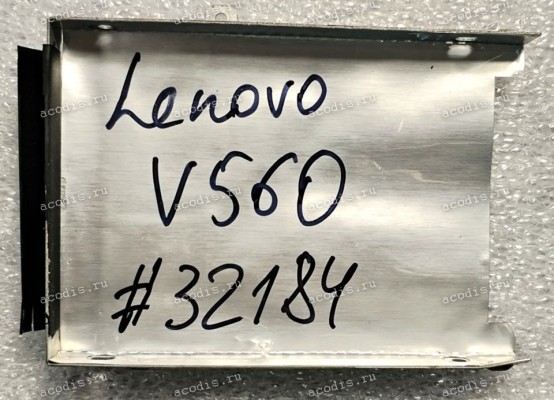 Lenovo
V560
#32184
acodis.ru